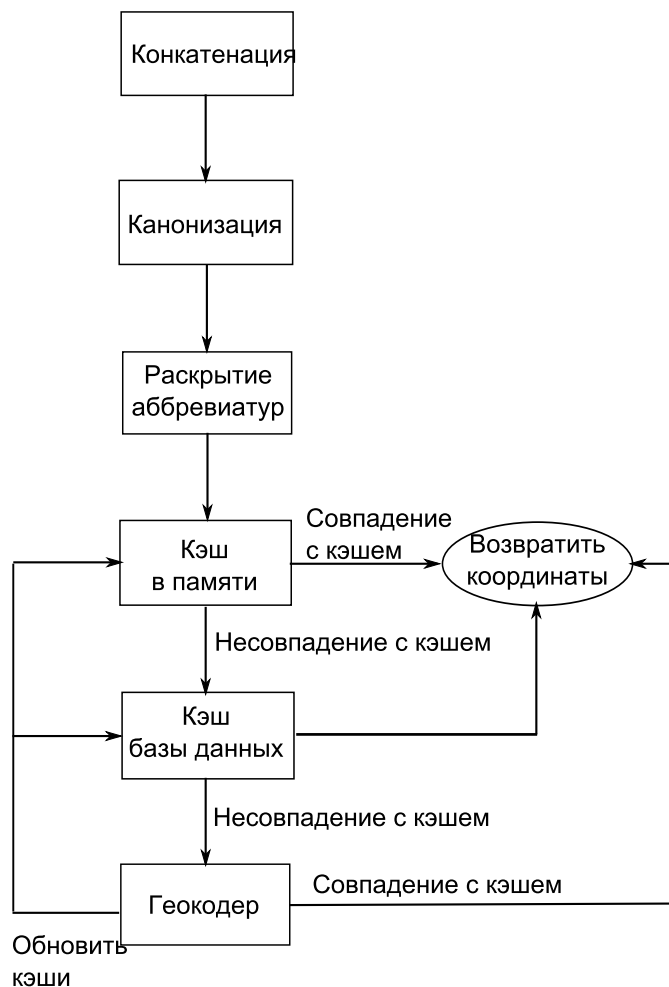 Конкатенация
Канонизация
Раскрытие
аббревиатур
Совпадение
с кэшем
Кэш
в памяти
Возвратить
координаты
Несовпадение с кэшем
Кэш
базы данных
Несовпадение с кэшем
Совпадение с кэшем
Геокодер
Обновить
кэши